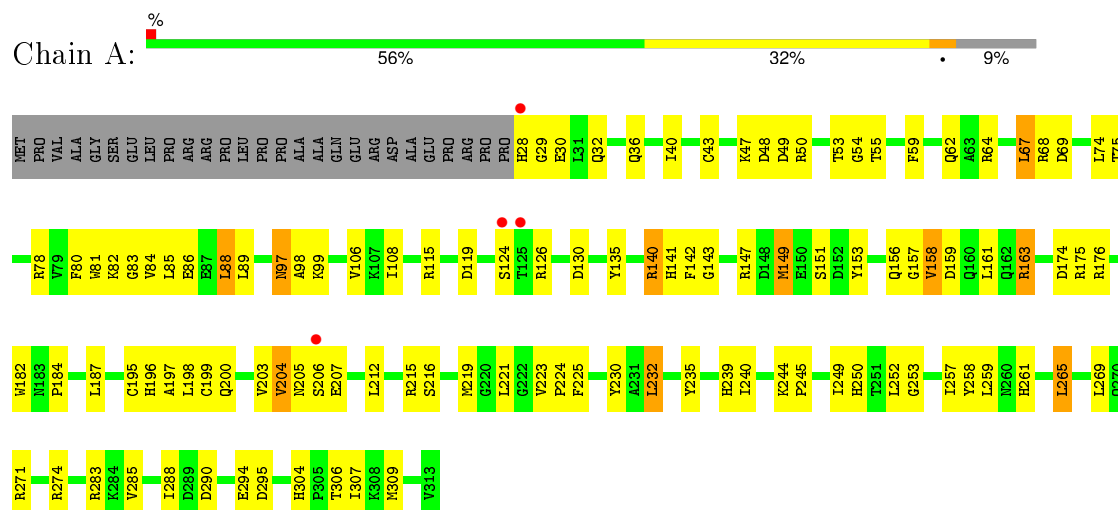 %
Chain A:
56% 32% • 9%
MET PRO VAL ALA GLY SER GLU LEU PRO ARG ARG PRO LEU PRO PRO ALA ALA GLN GLU ARG ASP ALA GLU PRO ARG PRO PRO H28 G29 E30 L31 Q32 Q36 I40 C43 K47 D48 D49 R50 T53 G54 T55 F59 Q62 A63 R64 L67 R68 D69 L74 T75
R78 V79 F80 W81 K82 G83 V84 L85 E86 E87 L88 L89 N97 A98 K99 V106 K107 I108 R115 D119 S124 T125 R126 D130 Y135 R140 H141 F142 G143 R147 D148 M149 E150 S151 D152 Y153 Q156 G157 V158 D159 Q160 L161 Q162 R163 D174 R175 R176
W182 N183 P184 L187 C195 H196 A197 L198 C199 Q200 V203 V204 N205 S206 E207 L212 R215 S216 M219 G220 L221 G222 V223 P224 F225 Y230 A231 L232 Y235 H239 I240 K244 P245 I249 H250 T251 L252 G253 I257 Y258 L259 N260 H261 L265 L269 Q270
R271 R274 R283 K284 V285 I288 D289 D290 E294 D295 H304 P305 T306 I307 K308 M309 V313